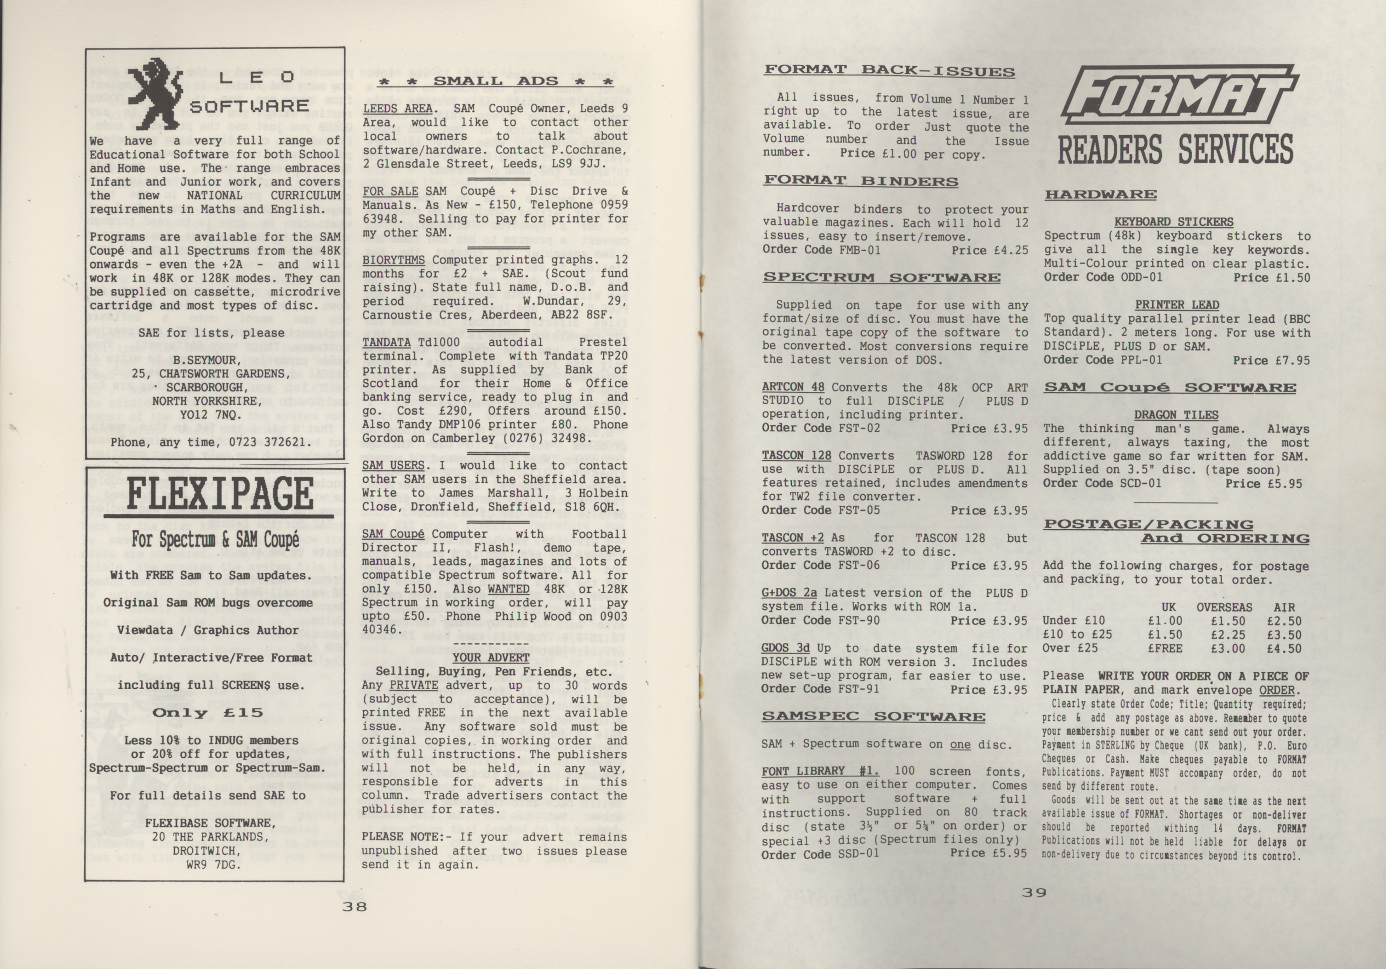 L E O
SOFTWARE
We have a very full range of
Educational Software for both School
and Home use. The range embraces
Infant and Junior work, and covers
the new NATIONAL CURRICULUM
requirements in Maths and English.
Programs are available for the SAM
Coupé and all Spectrums from the 48K
onwards - even the +2A - and will
work in 48K or 128K modes. They can
be supplied on cassette, microdrive
cartridge and most types of disc.
SAE for lists, please
B.SEYMOUR,
25, CHATSWORTH GARDENS,
SCARBOROUGH,
NORTH YORKSHIRE,
YO12 7NQ.
Phone, any time, 0723 372621.
FLEXIPAGE
For Spectrum & SAM Coupé
With FREE Sam to Sam updates.
Original Sam ROM bugs overcome
Viewdata / Graphics Author
Auto/ Interactive/Free Format
including full SCREEN$ use.
Only £15
Less 10% to INDUG members
or 20% off for updates,
Spectrum-Spectrum or Spectrum-Sam.
For full details send SAE to
FLEXIBASE SOFTWARE,
20 THE PARKLANDS,
DROITWICH,
WR9 7DG.
* * SMALL ADS * *
LEEDS AREA. SAM Coupé Owner, Leeds 9
Area, would like to contact other
local owners to talk about
software/hardware. Contact P.Cochrane,
2 Glensdale Street, Leeds, LS9 9JJ.
FOR SALE SAM Coupé + Disc Drive &
Manuals. As New - £150, Telephone 0959
63948. Selling to pay for printer for
my other SAM.
BIORYTHMS Computer printed graphs. 12
months for £2 + SAE. (Scout fund
raising). State full name, D.o.B. and
period required. W.Dundar, 29,
Carnoustie Cres, Aberdeen, AB22 8SF.
TANDATA Td1000 autodial Prestel
terminal. Complete with Tandata TP20
printer. As supplied by Bank of
Scotland for their Home & Office
banking service, ready to plug in and
go. Cost £290, Offers around £150.
Also Tandy DMP106 printer £80. Phone
Gordon on Camberley (0276) 32498.
SAM USERS. I would like to contact
other SAM users in the Sheffield area.
Write to James Marshall, 3 Holbein
Close, Dronfield, Sheffield, S18 6QH.
SAM Coupé Computer with Football
Director II, Flash!, demo tape,
manuals, leads, magazines and lots of
compatible Spectrum software. All for
only £150. Also WANTED 48K or 128K
Spectrum in working order, will pay
upto £50. Phone Philip Wood on 0903
40346.
-----------
YOUR ADVERT
Selling, Buying, Pen Friends, etc.
Any PRIVATE advert, up to 30 words
(subject to acceptance), will be
printed FREE in the next available
issue. Any software sold must be
original copies, in working order and
with full instructions. The publishers
will not be held, in any way,
responsible for adverts in this
column. Trade advertisers contact the
publisher for rates.
PLEASE NOTE:- If your advert remains
unpublished after two issues please
send it in again.
38
FORMAT BACK-ISSUES
All issues, from Volume 1 Number 1
right up to the latest issue, are
available. To order Just quote the
Volume number and the Issue
number. Price £1.00 per copy.
FORMAT BINDERS
Hardcover binders to protect your
valuable magazines. Each will hold 12
issues, easy to insert/remove.
Order Code FMB-01 Price £4.25
SPECTRUM SOFTWARE
Supplied on tape for use with any
format/size of disc. You must have the
original tape copy of the software to
be converted. Most conversions require
the latest version of DOS.
ARTCON 48 Converts the 48k OCP ART
STUDIO to full DISCiPLE / PLUS D
operation, including printer.
Order Code FST-02 Price £3.95
TASCON 128 Converts TASWORD 128 for
use with DISCiPLE or PLUS D. All
features retained, includes amendments
for TW2 file converter.
Order Code FST-05 Price £3.95
TASCON +2 As for TASCON 128 but
converts TASWORD +2 to disc.
Order Code FST-06 Price £3.95
G+DOS 2a Latest version of the PLUS D
system file. Works with ROM 1a.
Order Code FST-90 Price £3.95
GDOS 3d Up to date system file for
DISCiPLE with ROM version 3. Includes
new set-up program, far easier to use.
Order Code FST-91 Price £3.95
SAMSPEC SOFTWARE
SAM + Spectrum software on one disc.
FONT LIBRARY #1. 100 screen fonts,
easy to use on either computer. Comes
with support software + full
instructions. Supplied on 80 track
disc (state 3½" or 5¼" on order) or
special +3 disc (Spectrum files only)
Order Code SSD-01 Price £5.95
FORMAT
READERS SERVICES
HARDWARE
KEYBOARD STICKERS
Spectrum (48k) keyboard stickers to
give all the single key keywords.
Multi-Colour printed on clear plastic.
Order Code ODD-01 Price £1.50
PRINTER LEAD
Top quality parallel printer lead (BBC
Standard). 2 meters long. For use with
DISCiPLE, PLUS D or SAM.
Order Code PPL-01 Price £7.95
SAM Coupé SOFTWARE
DRAGON TILES
The thinking man's game. Always
different, always taxing, the most
addictive game so far written for SAM.
Supplied on 3.5" disc. (tape soon)
Order Code SCD-01 Price £5.95
POSTAGE/PACKING
And ORDERING
Add the following charges, for postage
and packing, to your total order.
UK OVERSEAS AIR
Under £10 £1.00 £1.50 £2.50
£10 to £25 £1.50 £2.25 £3.50
Over £25 £FREE £3.00 £4.50
Please WRITE YOUR ORDER ON A PIECE OF
PLAIN PAPER, and mark envelope ORDER.
Clearly state Order Code; Title; Quantity required;
price & add any postage as above. Remember to quote
your membership number or we cant send out your order.
Payment in STERLING by Cheque (UK bank), P.O. Euro
Cheques or Cash. Make cheques payable to FORMAT
Publications. Payment MUST accompany order, do not
send by different route.
Goods will be sent out at the same time as the next
available issue of FORMAT. Shortages or non-deliver
should be reported withing 14 days. FORMAT
Publications will not be held liable for delays or
non-delivery due to circumstances beyond its control.
39